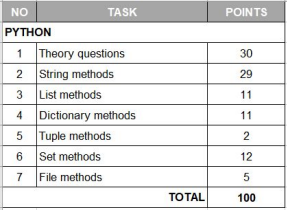 NO TASK POINTS
PYTHON
1 Theory questions 30
2 String methods 29
3 List methods 11
4 Dictionary methods 11
5 Tuple methods 2
6 Set methods 12
7 File methods 5
TOTAL 100